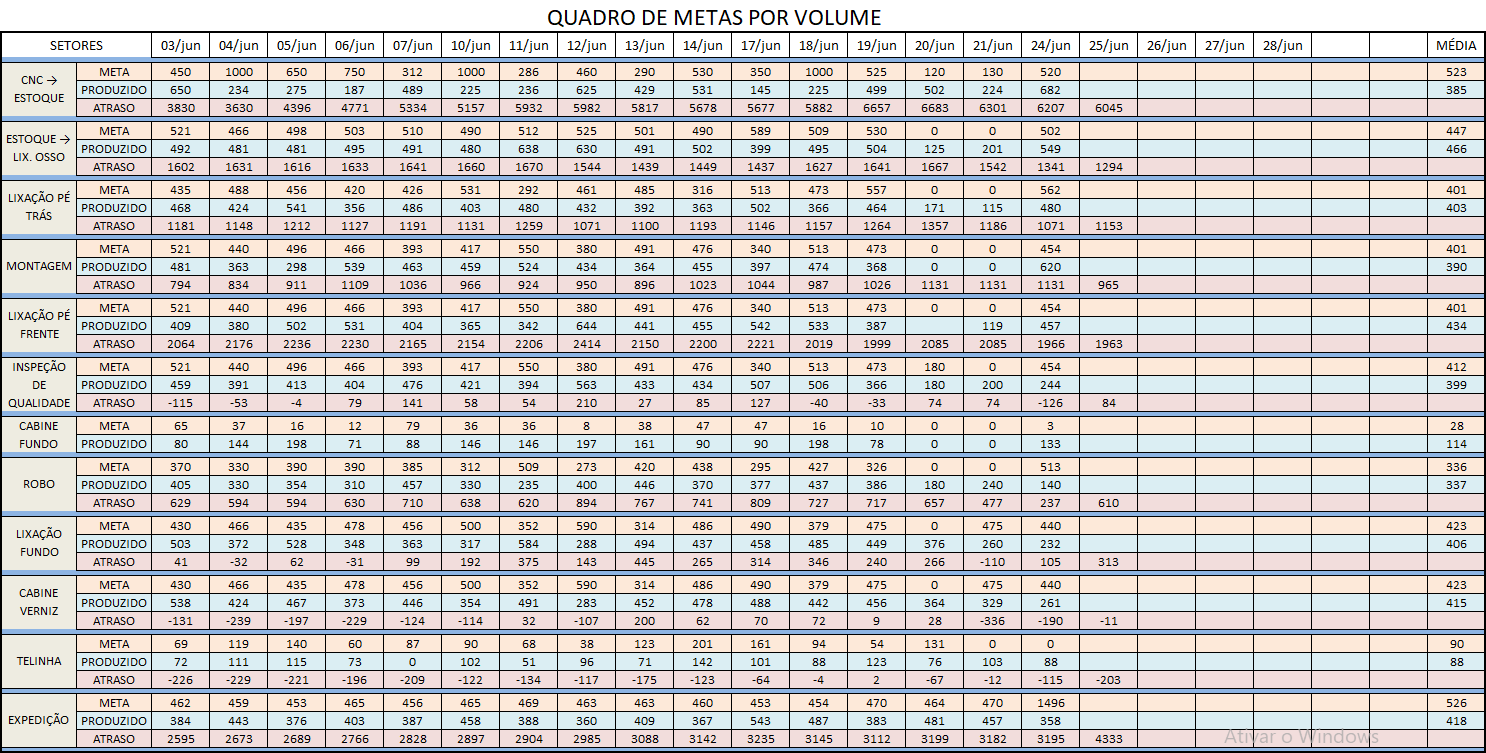 QUADRO DE METAS POR VOLUME
SETORES 03/jun 04/jun 05/jun 06/jun 07/jun 10/jun 11/jun 12/jun 13/jun 14/jun 17/jun 18/jun 19/jun 20/jun 21/jun 24/jun 25/jun 26/jun 27/jun 28/jun MÉDIA
CNC → ESTOQUE
META 450 1000 650 750 312 1000 286 460 290 530 350 1000 525 120 130 520 523
PRODUZIDO 650 234 275 187 489 225 236 625 429 531 145 225 499 502 224 682 385
ATRASO 3830 3630 4396 4771 5334 5157 5932 5982 5817 5678 5677 5882 6657 6683 6301 6207 6045
ESTOQUE → LIX. OSSO
META 521 466 498 503 510 490 512 525 501 490 589 509 530 0 0 502 447
PRODUZIDO 492 481 481 495 491 480 638 630 491 502 399 495 504 125 201 549 466
ATRASO 1602 1631 1616 1633 1641 1660 1670 1544 1439 1449 1437 1627 1641 1667 1542 1341 1294
LIXAÇÃO PÉ TRÁS
META 435 488 456 420 426 531 292 461 485 316 513 473 557 0 0 562 401
PRODUZIDO 468 424 541 356 486 403 480 432 392 363 502 366 464 171 115 480 403
ATRASO 1181 1148 1212 1127 1191 1131 1259 1071 1100 1193 1146 1157 1264 1357 1186 1071 1153
MONTAGEM
META 521 440 496 466 393 417 550 380 491 476 340 513 473 0 0 454 401
PRODUZIDO 481 363 298 539 463 459 524 434 364 455 397 474 368 0 0 620 390
ATRASO 794 834 911 1109 1036 966 924 950 896 1023 1044 987 1026 1131 1131 1131 965
LIXAÇÃO PÉ FRENTE
META 521 440 496 466 393 417 550 380 491 476 340 513 473 0 0 454 401
PRODUZIDO 409 380 502 531 404 365 342 644 441 455 542 533 387 119 457 434
ATRASO 2064 2176 2236 2230 2165 2154 2206 2414 2150 2200 2221 2019 1999 2085 2085 1966 1963
INSPEÇÃO DE QUALIDADE
META 521 440 496 466 393 417 550 380 491 476 340 513 473 180 0 454 412
PRODUZIDO 459 391 413 404 476 421 394 563 433 434 507 506 366 180 200 244 399
ATRASO -115 -53 -4 79 141 58 54 210 27 85 127 -40 -33 74 74 -126 84
CABINE FUNDO
META 65 37 16 12 79 36 36 8 38 47 47 16 10 0 0 3 28
PRODUZIDO 80 144 198 71 88 146 146 197 161 90 90 198 78 0 0 133 114
ROBO
META 370 330 390 390 385 312 509 273 420 438 295 427 326 0 0 513 336
PRODUZIDO 405 330 354 310 457 330 235 400 446 370 377 437 386 180 240 140 337
ATRASO 629 594 594 630 710 638 620 894 767 741 809 727 717 657 477 237 610
LIXAÇÃO FUNDO
META 430 466 435 478 456 500 352 590 314 486 490 379 475 0 475 440 423
PRODUZIDO 503 372 528 348 363 317 584 288 494 437 458 485 449 376 260 232 406
ATRASO 41 -32 62 -31 99 192 375 143 445 265 314 346 240 266 -110 105 313
CABINE VERNIZ
META 430 466 435 478 456 500 352 590 314 486 490 379 475 0 475 440 423
PRODUZIDO 538 424 467 373 446 354 491 283 452 478 488 442 456 364 329 261 415
ATRASO -131 -239 -197 -229 -124 -114 32 -107 200 62 70 72 9 28 -336 -190 -11
TELINHA
META 69 119 140 60 87 90 68 38 123 201 161 94 54 131 0 0 90
PRODUZIDO 72 111 115 73 0 102 51 96 71 142 101 88 123 76 103 88 88
ATRASO -226 -229 -221 -196 -209 -122 -134 -117 -175 -123 -64 -4 2 -67 -12 -115 -203
EXPEDIÇÃO
META 462 459 453 465 456 465 469 463 463 460 453 454 470 464 470 1496 526
PRODUZIDO 384 443 376 403 387 458 388 360 409 367 543 487 383 481 457 358 418
ATRASO 2595 2673 2689 2766 2828 2897 2904 2985 3088 3142 3235 3145 3112 3199 3182 3195 4333
Ativar o Windows